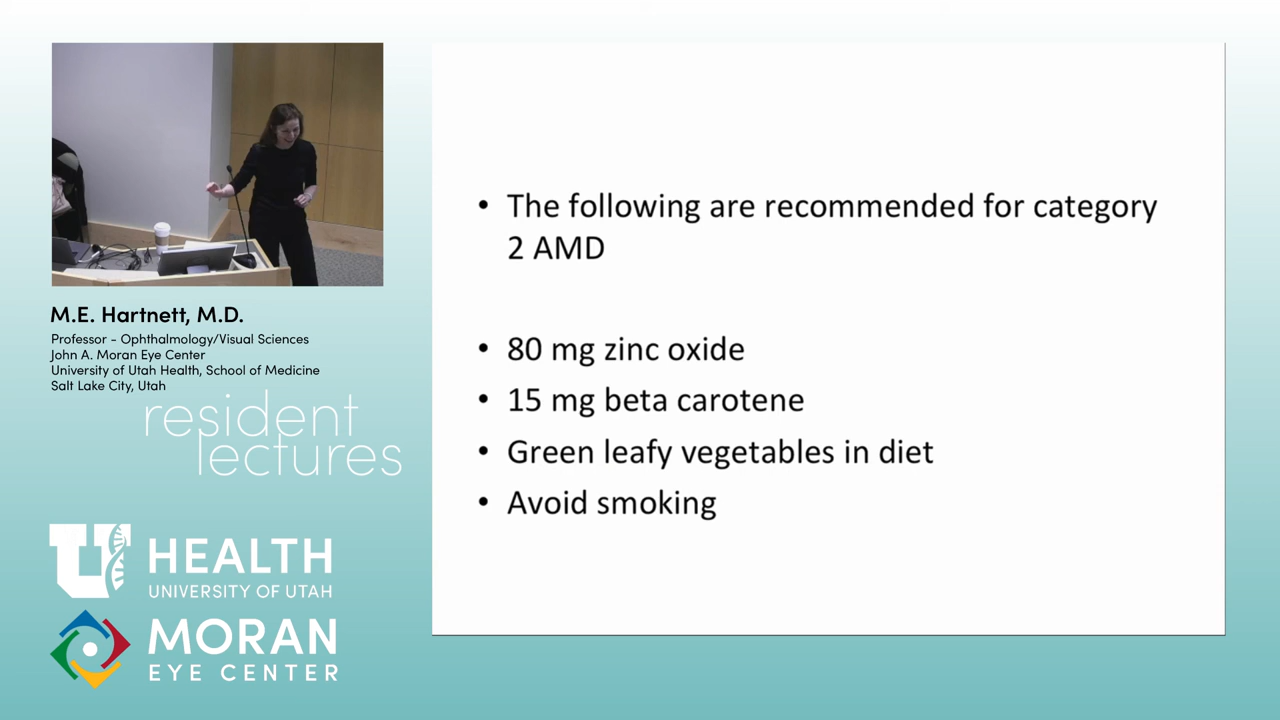 M.E. Hartnett, M.D.
Professor - Ophthalmology/Visual Sciences
John A. Moran Eye Center
University of Utah Health, School of Medicine
Salt Lake City, Utah
resident
lectures
U HEALTH
UNIVERSITY OF UTAH
MORAN
EYE CENTER
• The following are recommended for category
2 AMD
• 80 mg zinc oxide
• 15 mg beta carotene
• Green leafy vegetables in diet
• Avoid smoking